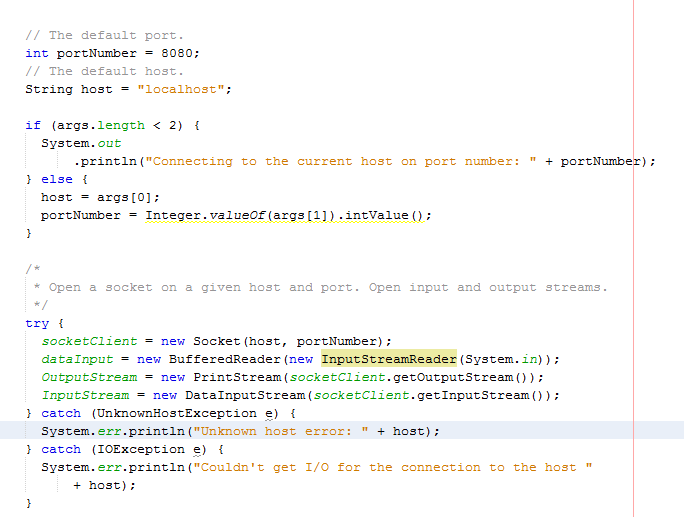 // The default port.
int portNumber = 8080;
// The default host.
String host = "localhost";
if (args.length < 2) {
System.out
.println("Connecting to the current host on port number: " + portNumber);
} else {
host = args[0];
portNumber = Integer.valueOf(args[1]).intValue();
}
/*
* Open a socket on a given host and port. Open input and output streams.
*/
try {
socketClient = new Socket(host, portNumber);
dataInput = new BufferedReader(new InputStreamReader(System.in));
OutputStream = new PrintStream(socketClient.getOutputStream());
InputStream = new DataInputStream(socketClient.getInputStream());
} catch (UnknownHostException e) {
System.err.println("Unknown host error: " + host);
} catch (IOException e) {
System.err.println("Couldn't get I/O for the connection to the host "
+ host);
}